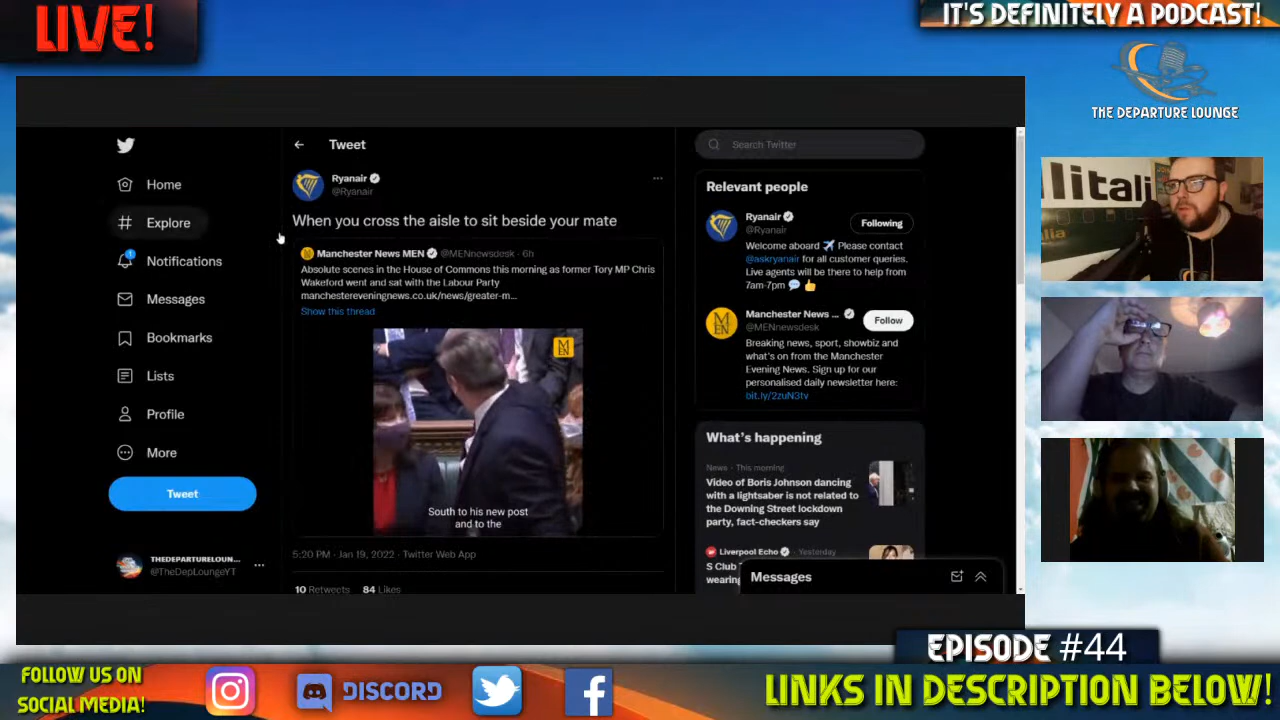 LIVE!
IT'S DEFINITELY A PODCAST!
THE DEPARTURE LOUNGE
litali
Home
Explore
1
Notifications
Messages
Bookmarks
Lists
Profile
More
Tweet
THEDEPARTURELOUN...
@TheDepLoungeYT
Tweet
Ryanair
@Ryanair
When you cross the aisle to sit beside your mate
Manchester News MEN @MENnewsdesk · 6h
Absolute scenes in the House of Commons this morning as former Tory MP Chris
Wakeford went and sat with the Labour Party
manchestereveningnews.co.uk/news/greater-m...
Show this thread
MEN
South to his new post
and to the
5:20 PM · Jan 19, 2022 · Twitter Web App
10 Retweets 84 Likes
Search Twitter
Relevant people
Ryanair
@Ryanair
Following
Welcome aboard ✈️ Please contact
@askryanair for all customer queries.
Live agents will be there to help from
7am-7pm 💬 👍
Manchester News ...
@MENnewsdesk
Follow
Breaking news, sport, showbiz and
what's on from the Manchester
Evening News. Sign up for our
personalised daily newsletter here:
bit.ly/2zuN3tv
What's happening
News · This morning
Video of Boris Johnson dancing
with a lightsaber is not related to
the Downing Street lockdown
party, fact-checkers say
Liverpool Echo · Yesterday
S Club
wearing
Messages
EPISODE #44
FOLLOW US ON
SOCIAL MEDIA!
DISCORD
LINKS IN DESCRIPTION BELOW!